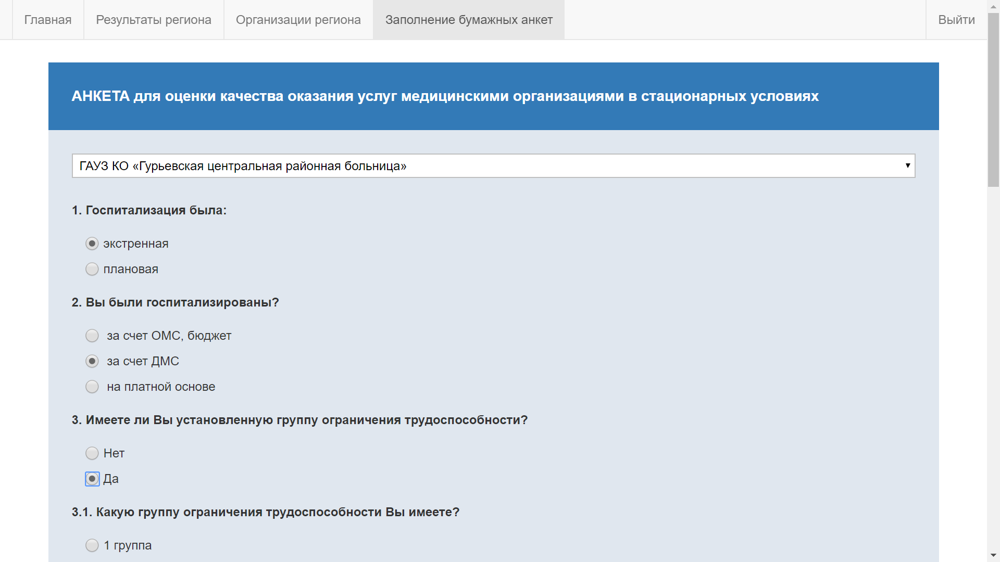 Главная
Результаты региона
Организации региона
Заполнение бумажных анкет
Выйти
АНКЕТА для оценки качества оказания услуг медицинскими организациями в стационарных условиях
ГАУЗ КО «Гурьевская центральная районная больница»
1. Госпитализация была:
экстренная
плановая
2. Вы были госпитализированы?
за счет ОМС, бюджет
за счет ДМС
на платной основе
3. Имеете ли Вы установленную группу ограничения трудоспособности?
Нет
Да
3.1. Какую группу ограничения трудоспособности Вы имеете?
1 группа